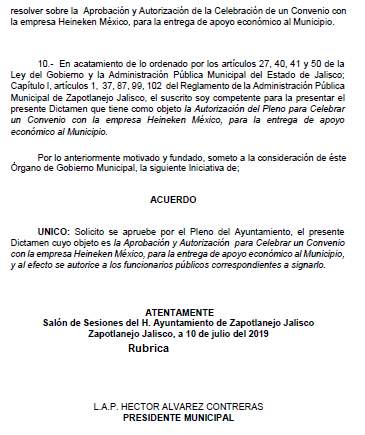 resolver sobre la Aprobación y Autorización de la Celebración de un Convenio con
la empresa Heineken México, para la entrega de apoyo económico al Municipio.
10.- En acatamiento de lo ordenado por los artículos 27, 40, 41 y 50 de la
Ley del Gobierno y la Administración Pública Municipal del Estado de Jalisco;
Capítulo I, artículos 1, 37, 87, 99, 102 del Reglamento de la Administración Pública
Municipal de Zapotlanejo Jalisco, el suscrito soy competente para la presentar el
presente Dictamen que tiene como objeto la Autorización del Pleno para Celebrar
un Convenio con la empresa Heineken México, para la entrega de apoyo
económico al Municipio.
Por lo anteriormente motivado y fundado, someto a la consideración de éste
Órgano de Gobierno Municipal, la siguiente Iniciativa de;
ACUERDO
UNICO: Solicito se apruebe por el Pleno del Ayuntamiento, el presente
Dictamen cuyo objeto es la Aprobación y Autorización para Celebrar un Convenio
con la empresa Heineken México, para la entrega de apoyo económico al Municipio,
y al efecto se autorice a los funcionarios públicos correspondientes a signarlo.
ATENTAMENTE
Salón de Sesiones del H. Ayuntamiento de Zapotlanejo Jalisco
Zapotlanejo Jalisco, a 10 de julio del 2019
Rubrica
L.A.P. HECTOR ALVAREZ CONTRERAS
PRESIDENTE MUNICIPAL